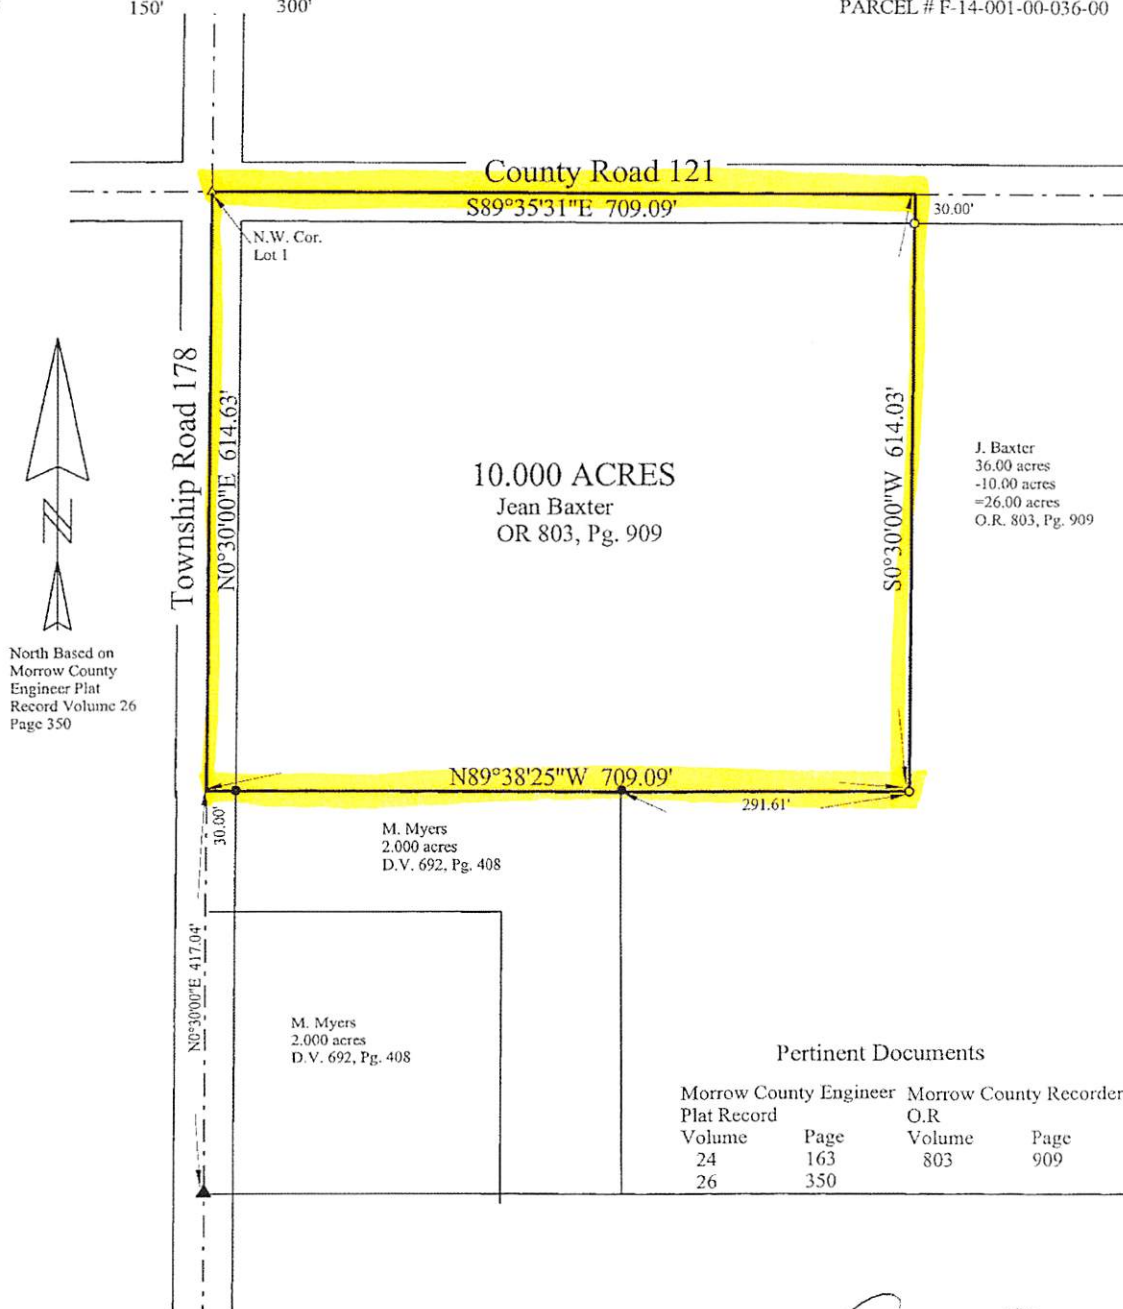 150' 300'
PARCEL # F-14-001-00-036-00
County Road 121
S89°35'31"E 709.09'
30.00'
N.W. Cor.
Lot 1
Township Road 178
N0°30'00"E 614.63'
S0°30'00"W 614.03'
10.000 ACRES
Jean Baxter
OR 803, Pg. 909
J. Baxter
36.00 acres
-10.00 acres
=26.00 acres
O.R. 803, Pg. 909
N
North Based on
Morrow County
Engineer Plat
Record Volume 26
Page 350
N89°38'25"W 709.09'
291.61'
30.00'
M. Myers
2.000 acres
D.V. 692, Pg. 408
N0°30'00"E 417.04'
M. Myers
2.000 acres
D.V. 692, Pg. 408
Pertinent Documents
Morrow County Engineer Morrow County Recorder
Plat Record O.R
Volume Page Volume Page
24 163 803 909
26 350